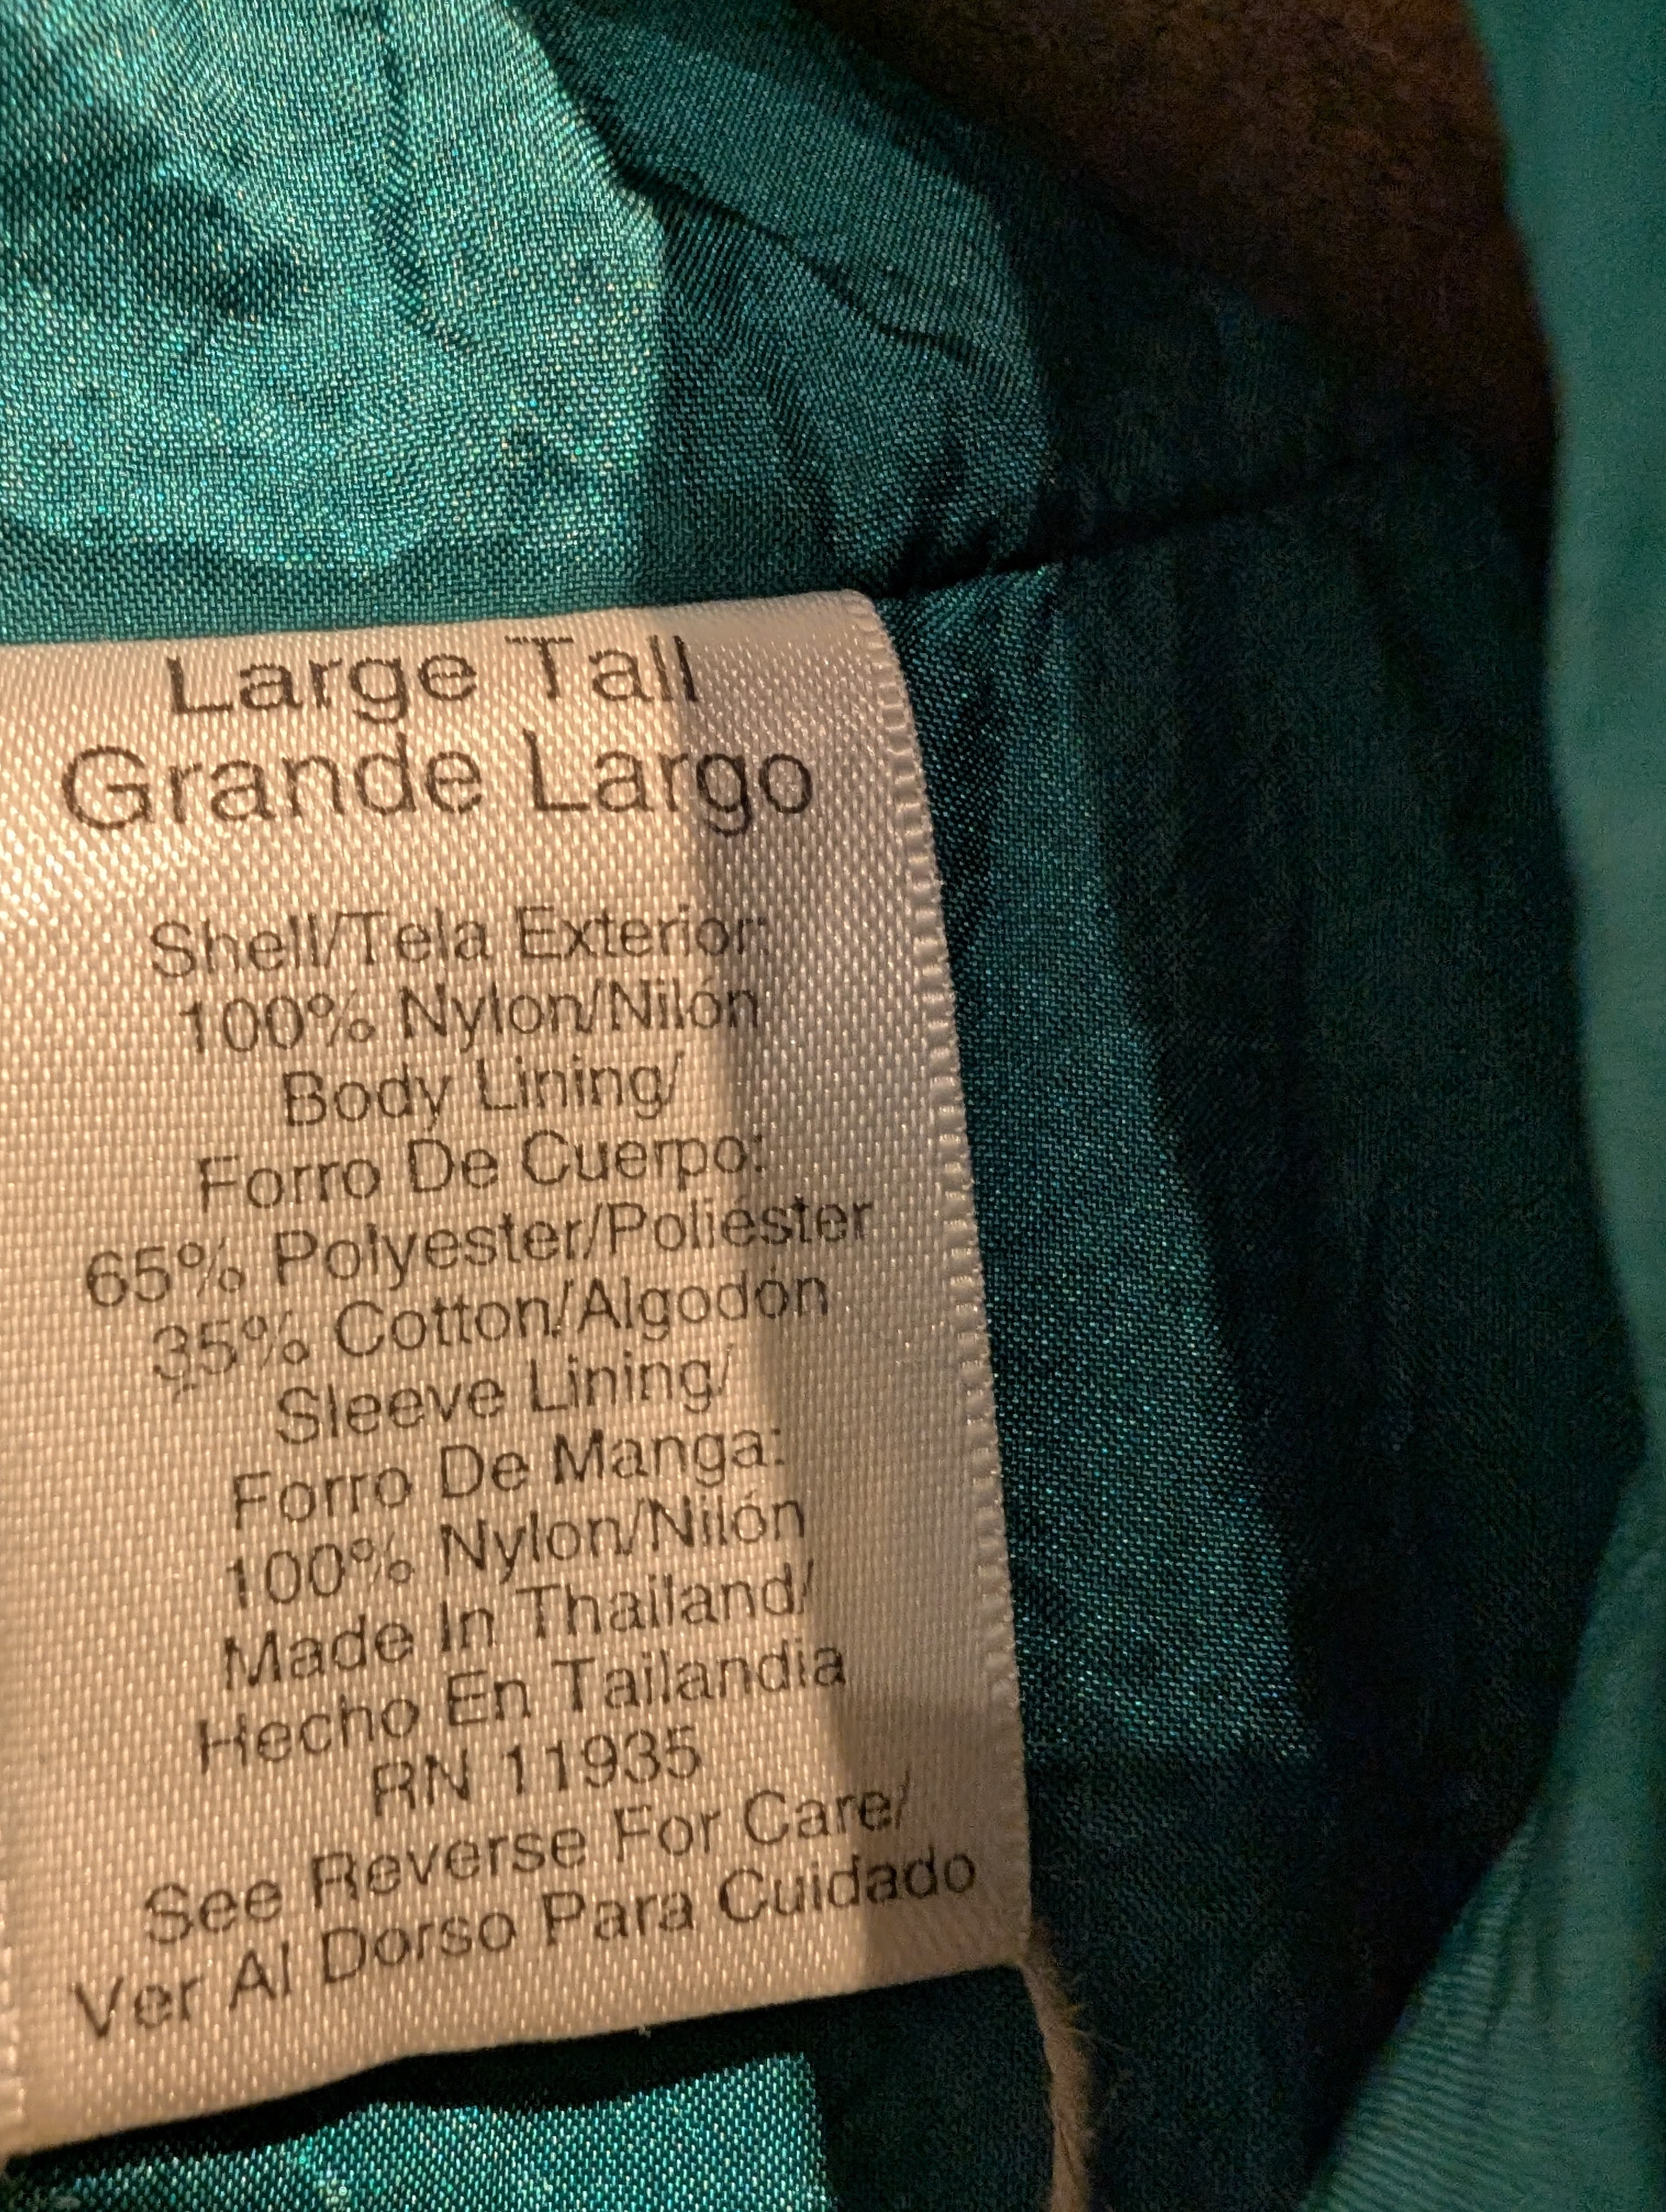 Large Tall
Grande Largo
Shell/Tela Exterior:
100% Nylon/Nilón
Body Lining/
Forro De Cuerpo:
65% Polyester/Poliéster
35% Cotton/Algodón
Sleeve Lining/
Forro De Manga:
100% Nylon/Nilón
Made In Thailand/
Hecho En Tailandia
RN 11935
See Reverse For Care/
Ver Al Dorso Para Cuidado